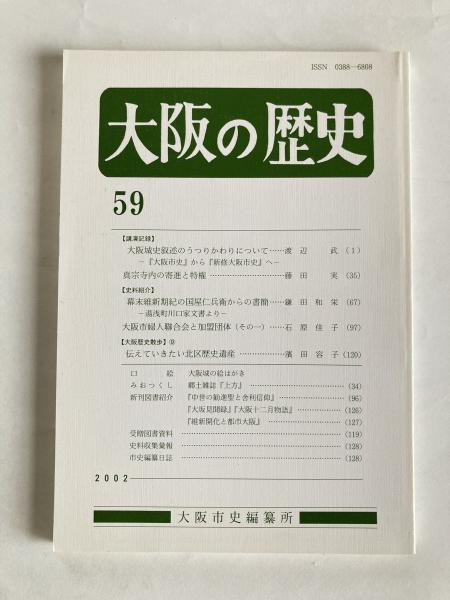 ISSN 0388-6808
大阪の歴史
59
【講演記録】
大阪城史叙述のうつりかわりについて……渡辺 武（1）
－『大阪市史』から『新修大阪市史』へ－
真宗寺内の寄進と特権……………………藤田 実（35）
【史料紹介】
幕末維新期紀の国屋仁兵衛からの書簡……鎌田和栄（67）
－湯浅町川口家文書より－
大阪市婦人聯合会と加盟団体（その一）……石原佳子（97）
【大阪歴史散歩】
伝えていきたい北区歴史遺産……………濱田容子（120）
口絵 大阪城の絵はがき
みおつくし 郷土雑誌『上方』……………………（34）
新刊図書紹介 『中世の勧進聖と舎利信仰』……………（96）
『大坂見聞録』『大阪十二月物語』…………（126）
『維新開化と都市大阪』……………（127）
受贈図書資料……………………（119）
史料収集彙報……………………（128）
市史編纂日誌……………………（128）
2002
大阪市史編纂所